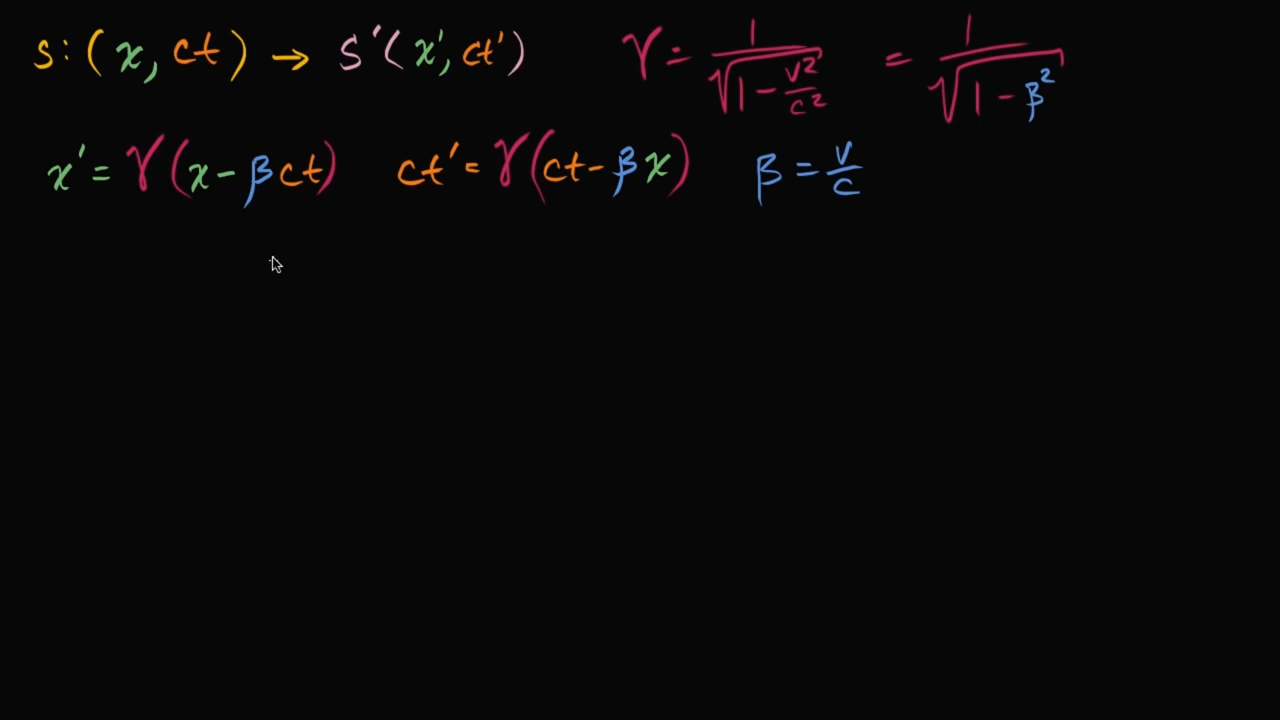 S: (x, ct) → S'(x', ct') γ = 1/√(1 - v²/c²) = 1/√(1 - β²)
x' = γ(x - βct) ct' = γ(ct - βx) β = v/c